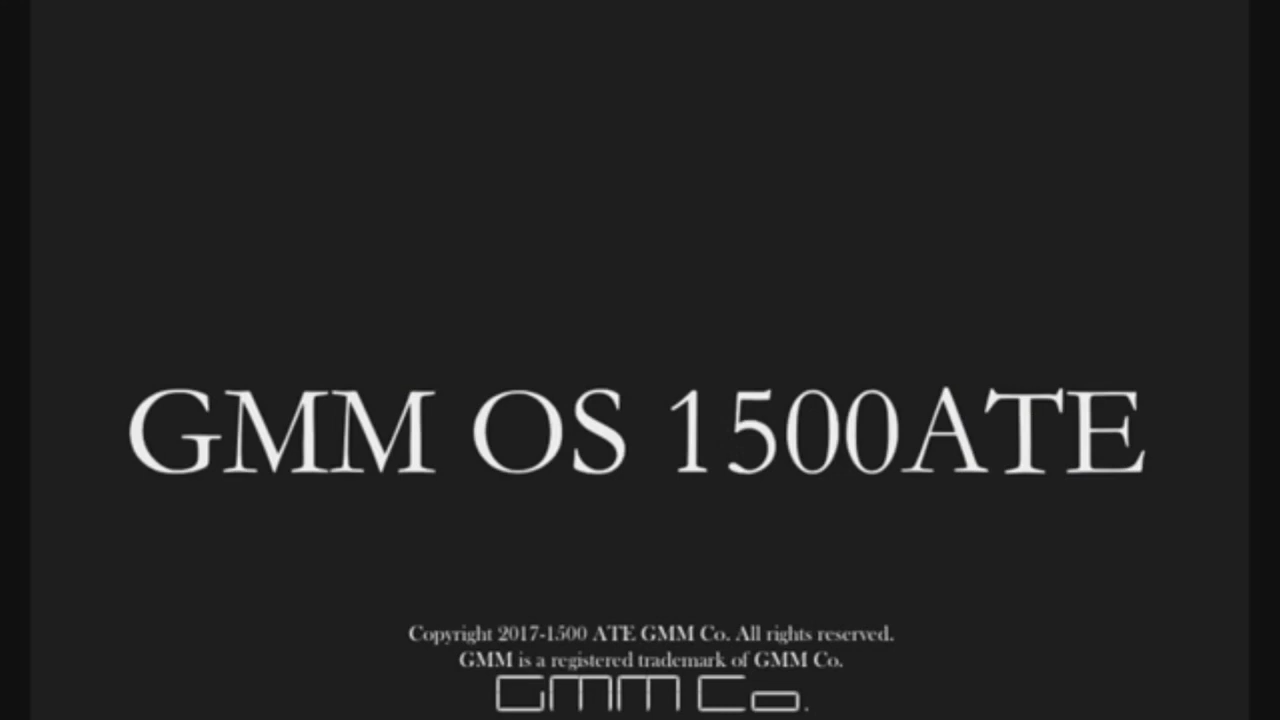 GMM OS 1500ATE
Copyright 2017-1500 ATE GMM Co. All rights reserved.
GMM is a registered trademark of GMM Co.
GMM Co.